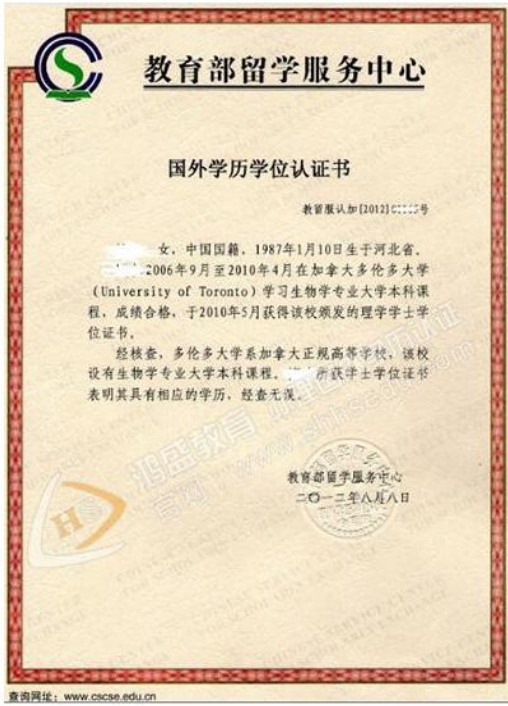 教育部留学服务中心
国外学历学位认证书
教留服认加[2012]号
女，中国国籍，1987年1月10日生于河北省。
2006年9月至2010年4月在加拿大多伦多大学
（University of Toronto）学习生物学专业大学本科课
程，成绩合格，于2010年5月获得该校颁发的理学学士学
位证书。
经核查，多伦多大学系加拿大正规高等学校，该校
设有生物学专业大学本科课程。所获学士学位证书
表明其具有相应的学历，经查无误。
教育部留学服务中心
二〇一二年八月八日
HS
鸿盛教育
官网
查询网址：www.cscse.edu.cn